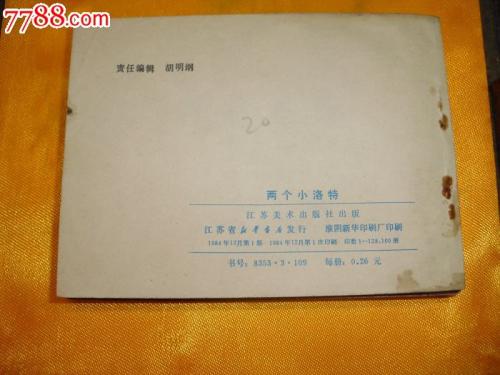 7788.com
责任编辑 胡明纲
20
两个小洛特
江苏美术出版社出版
江苏省新华书店发行 淮阴新华印刷厂印刷
1984年12月第1版 1984年12月第1次印刷 印数1—128,160册
书号:8353·3·109 每册:0.26元